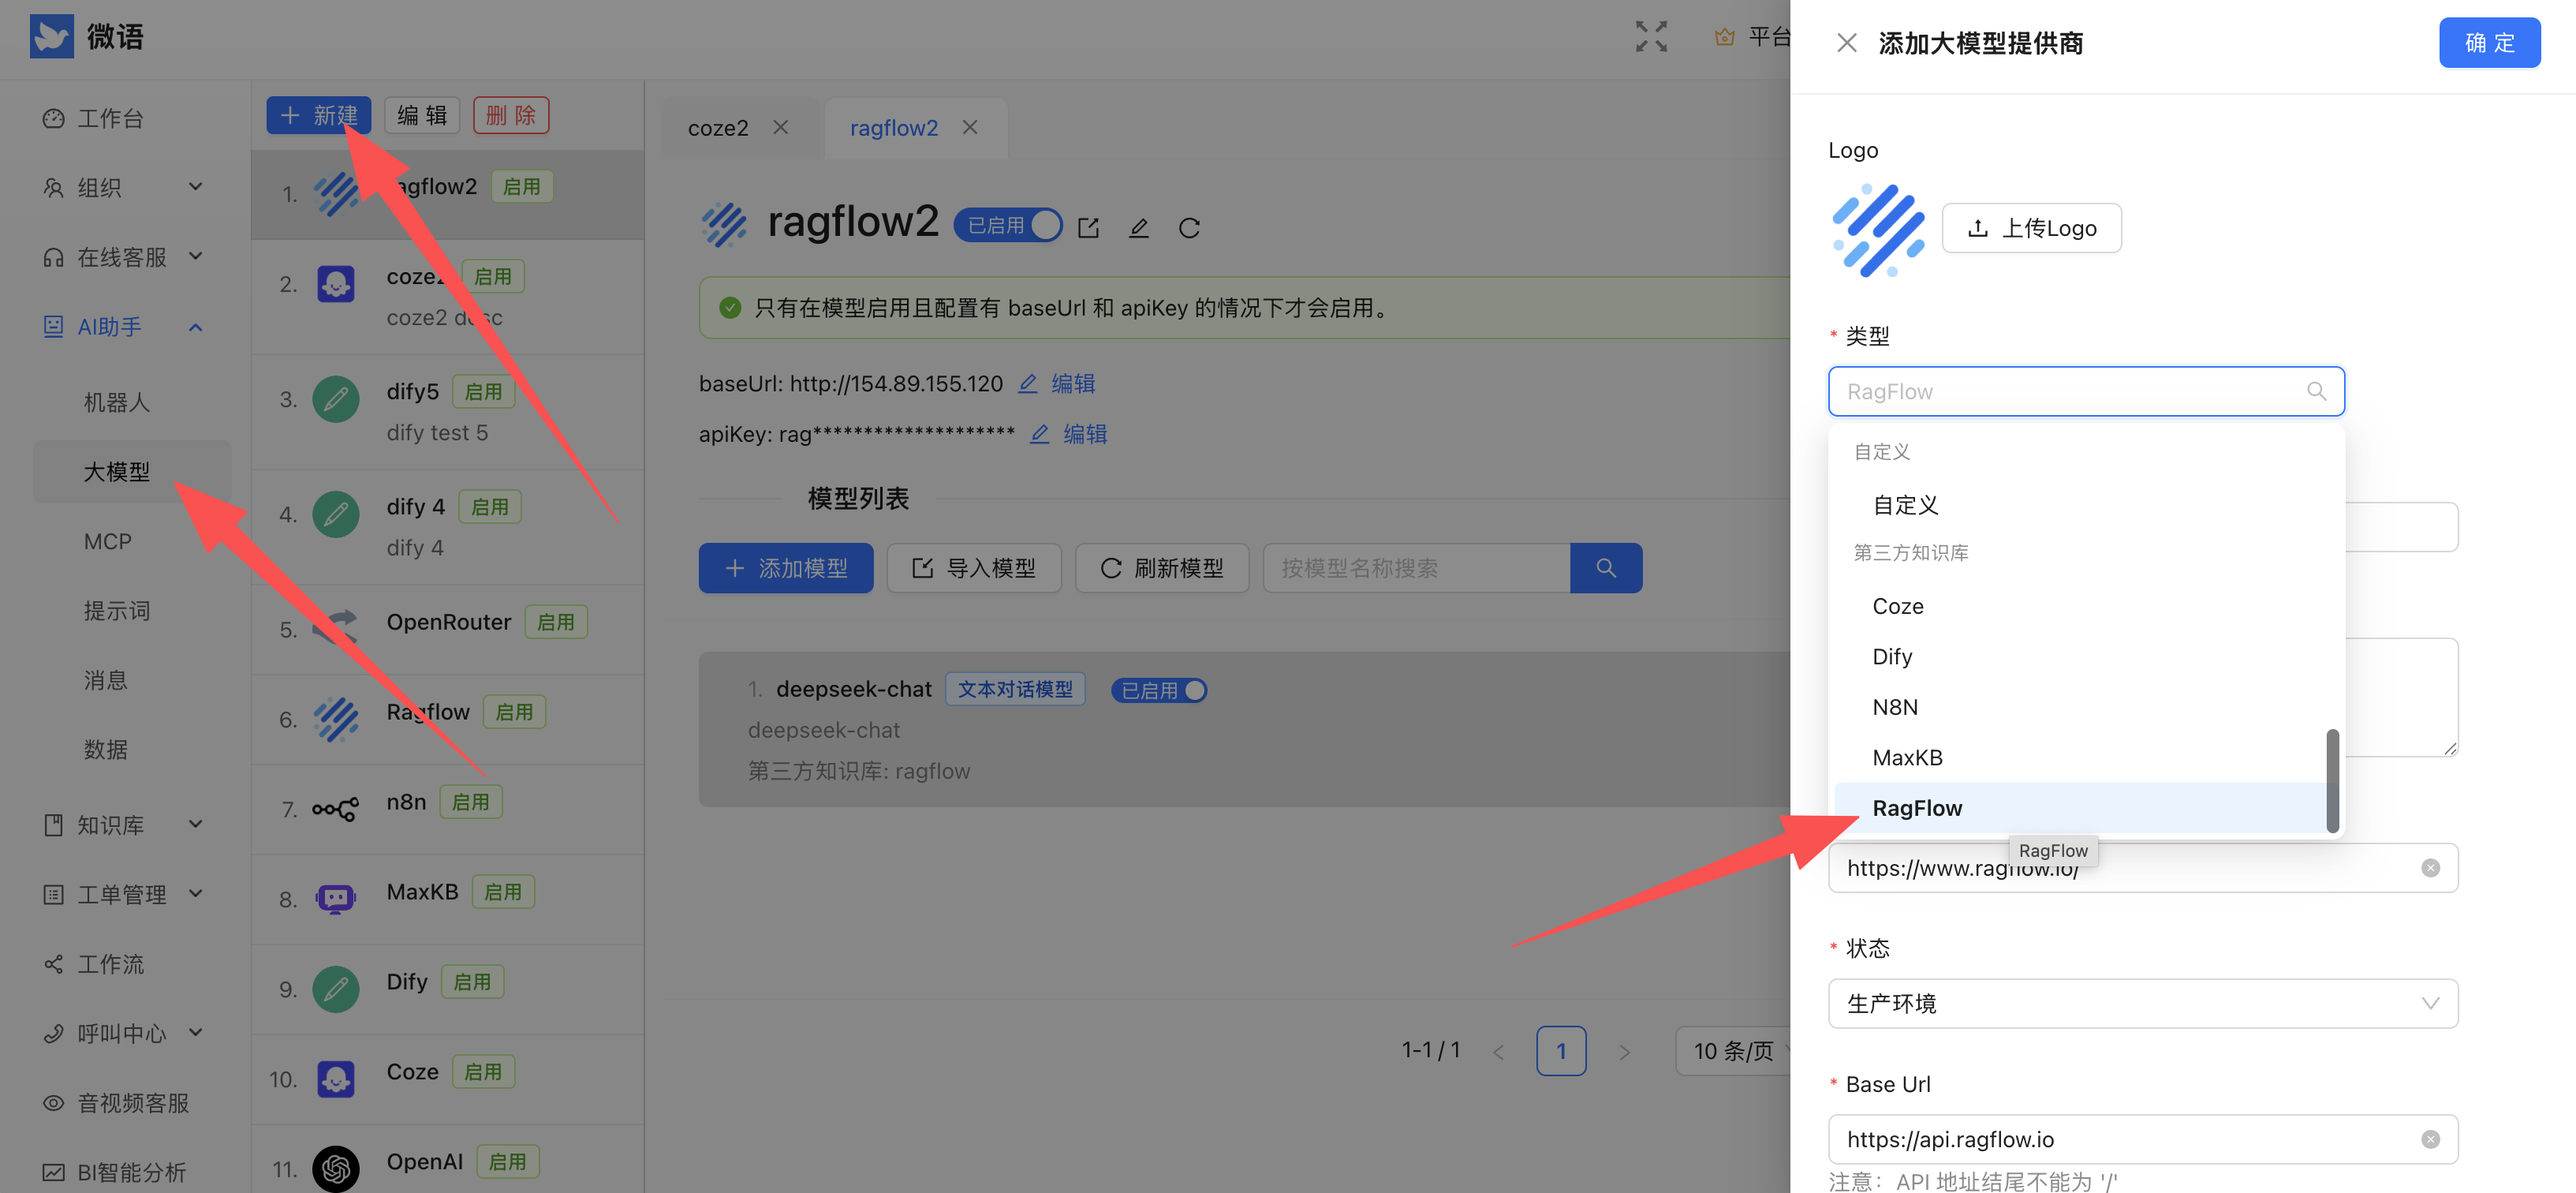 微语
平台
工作台
组织
在线客服
AI助手
机器人
大模型
MCP
提示词
消息
数据
知识库
工单管理
工作流
呼叫中心
音视频客服
BI智能分析
新建
编 辑
删 除
1.
agflow2
启用
2.
启用
coze2
3.
dify5
启用
dify test 5
4.
dify 4
启用
dify 4
5.
OpenRouter
启用
6.
Ragflow
启用
7.
n8n
启用
8.
MaxKB
启用
9.
Dify
启用
10.
Coze
启用
11.
OpenAI
启用
coze2
ragflow2
ragflow2
已启用
只有在模型启用且配置有 baseUrl 和 apiKey 的情况下才会启用。
baseUrl: http://154.89.155.120 编辑
apiKey: rag******************** 编辑
模型列表
添加模型
导入模型
刷新模型
按模型名称搜索
1. deepseek-chat 文本对话模型 已启用
deepseek-chat
第三方知识库: ragflow
1-1 / 1
1
10 条/页
添加大模型提供商
确 定
Logo
上传Logo
* 类型
RagFlow
自定义
自定义
第三方知识库
Coze
Dify
N8N
MaxKB
RagFlow
RagFlow
https://www.ragflow.io/
* 状态
生产环境
* Base Url
https://api.ragflow.io
注意：API 地址结尾不能为 '/'